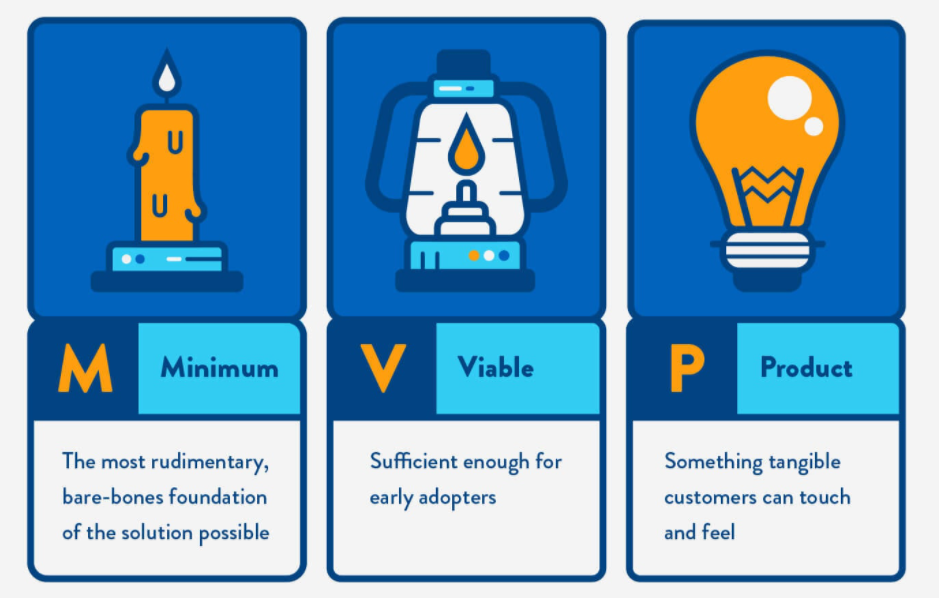 M Minimum
The most rudimentary,
bare-bones foundation
of the solution possible
V Viable
Sufficient enough for
early adopters
P Product
Something tangible
customers can touch
and feel